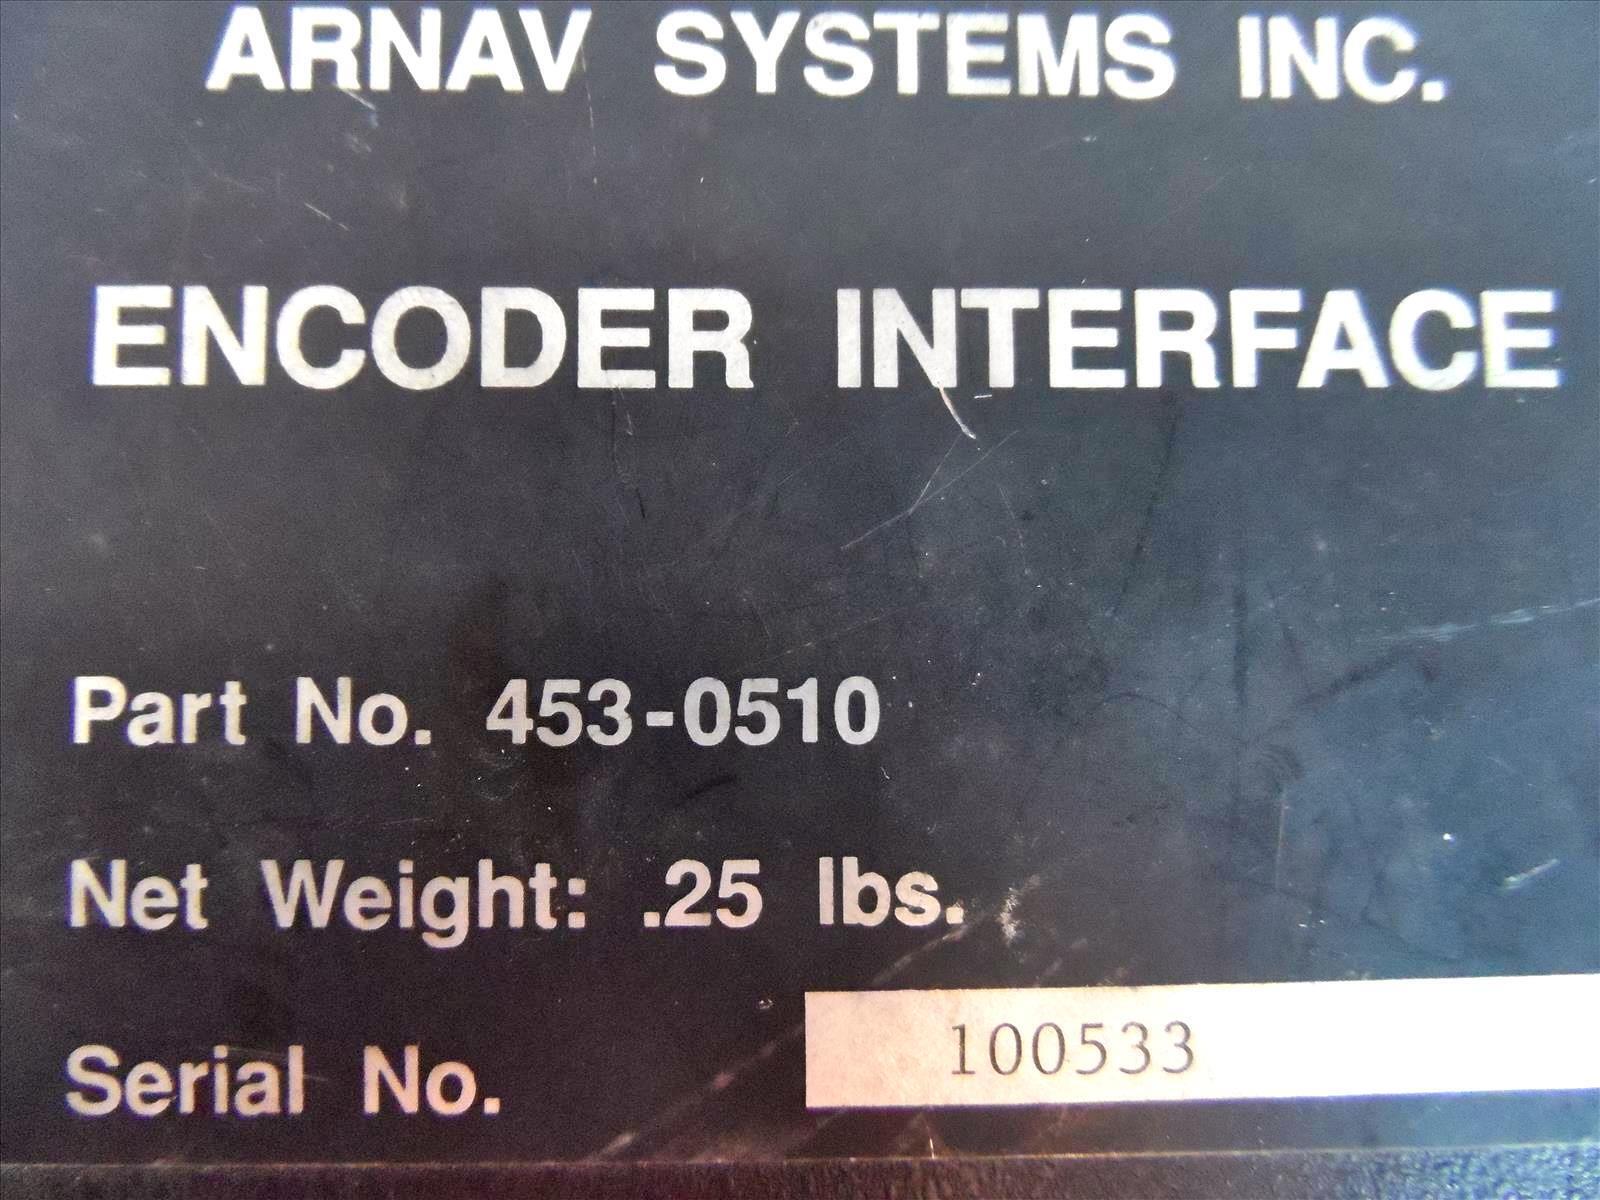 ARNAV SYSTEMS INC.
ENCODER INTERFACE
Part No. 453-0510
Net Weight: .25 lbs.
Serial No. 100533